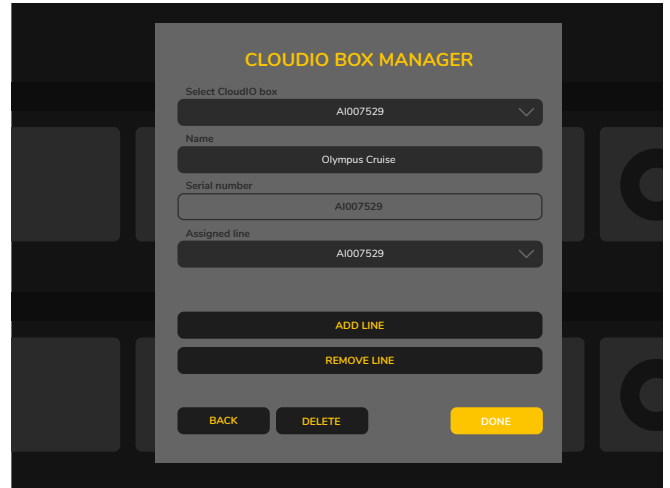 CLOUDIO BOX MANAGER
Select CloudIO box
AI007529
Name
Olympus Cruise
Serial number
AI007529
Assigned line
AI007529
ADD LINE
REMOVE LINE
BACK DELETE DONE